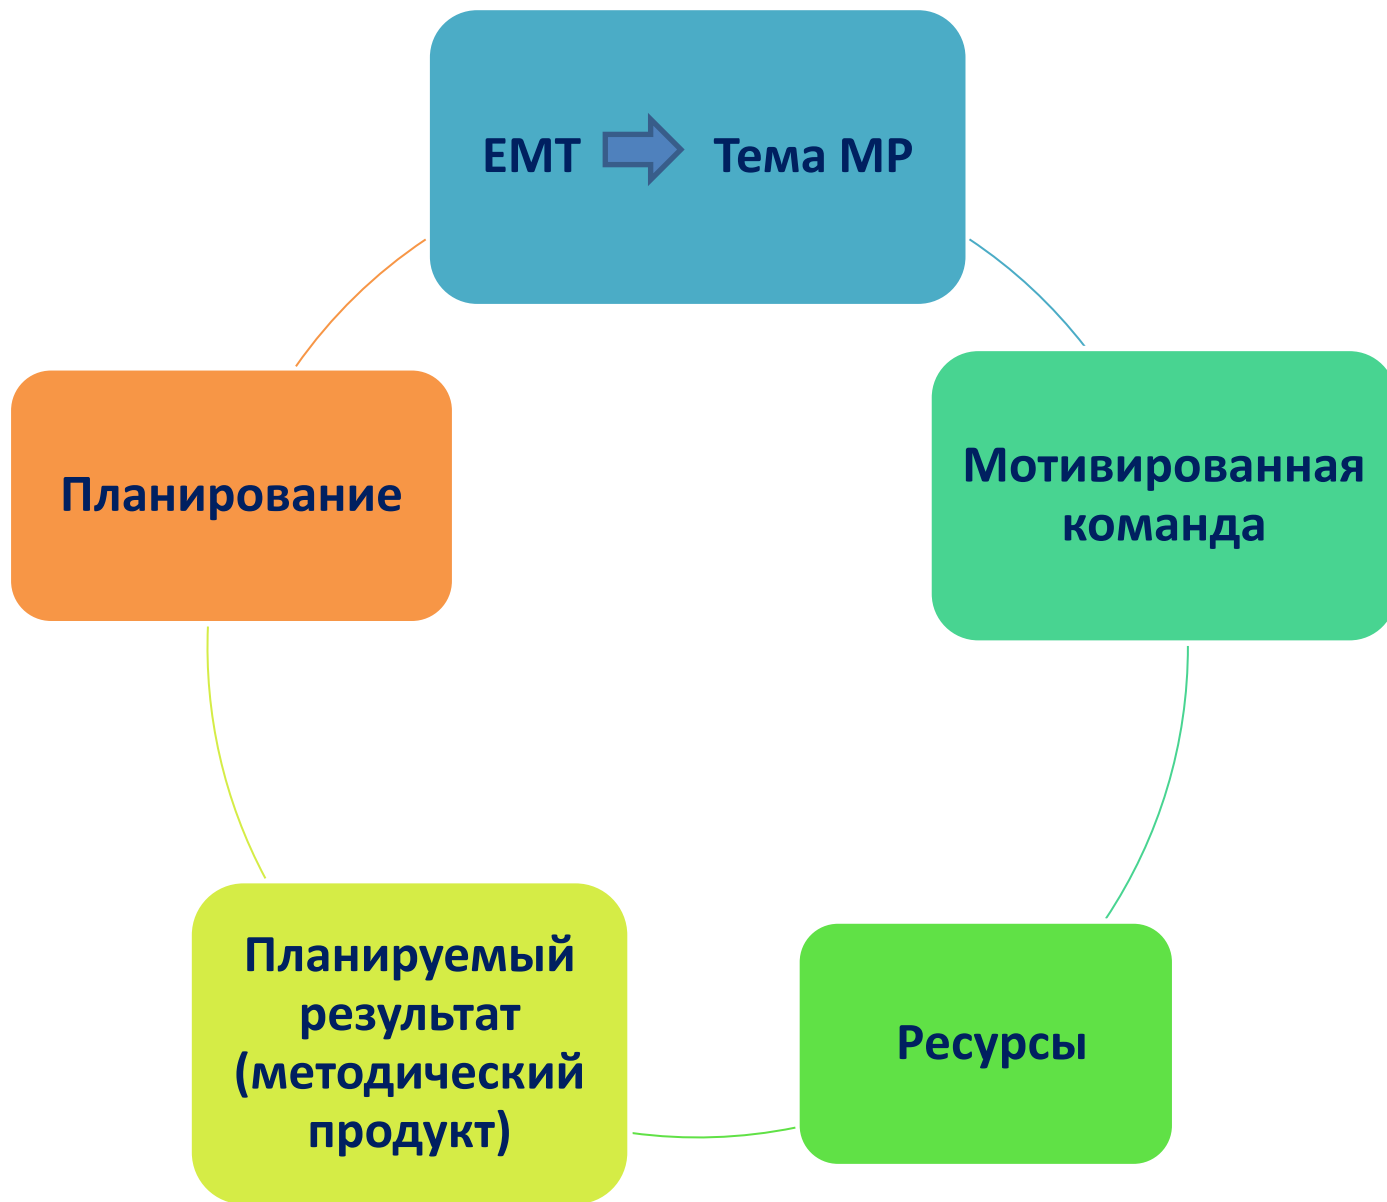 ЕМТ Тема МР
Мотивированная
команда
Ресурсы
Планируемый
результат
(методический
продукт)
Планирование